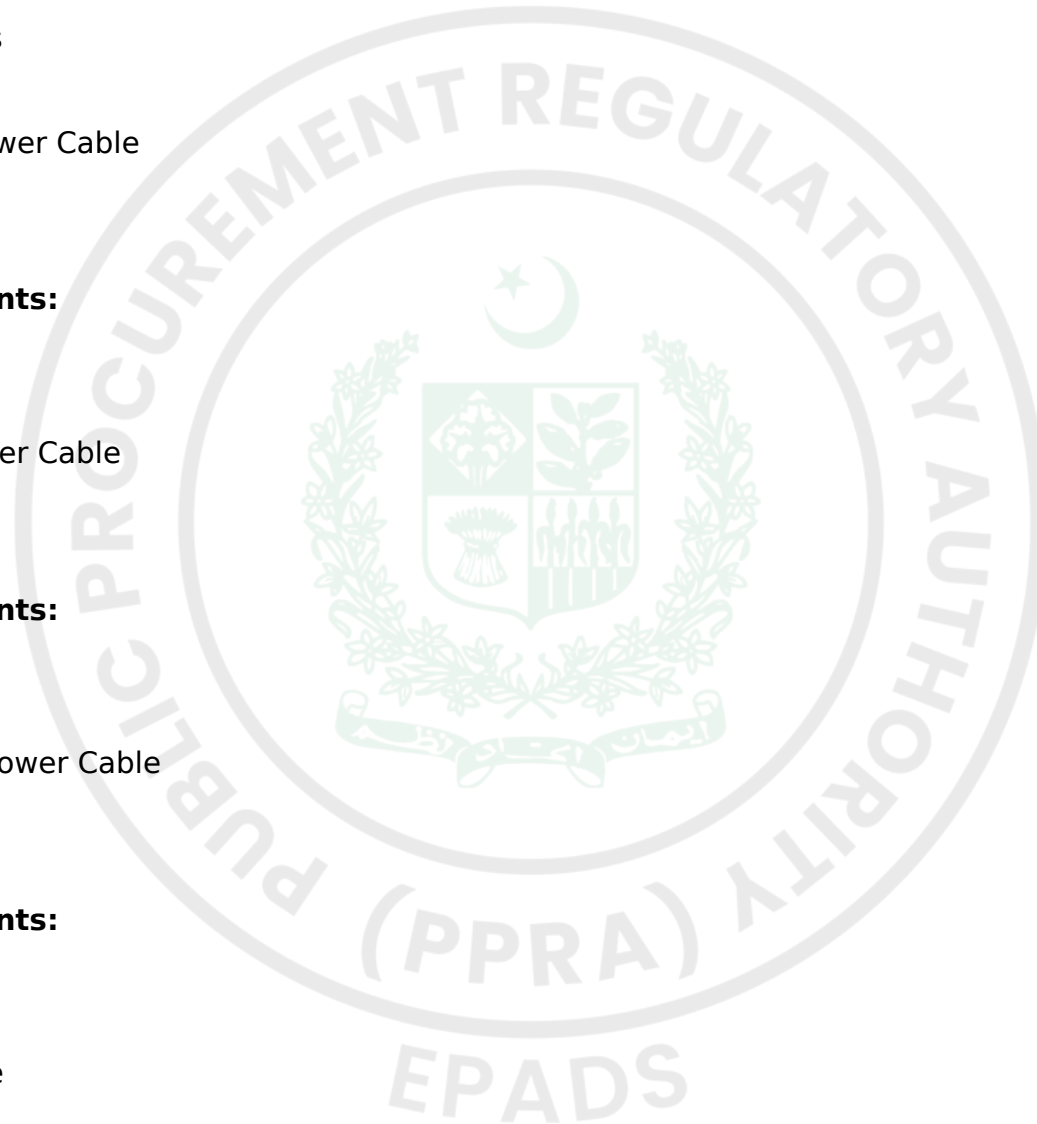 s
wer Cable
nts:
er Cable
nts:
ower Cable
nts:
e
PUBLIC PROCUREMENT REGULATORY AUTHORITY
(PPRA)
EPADS